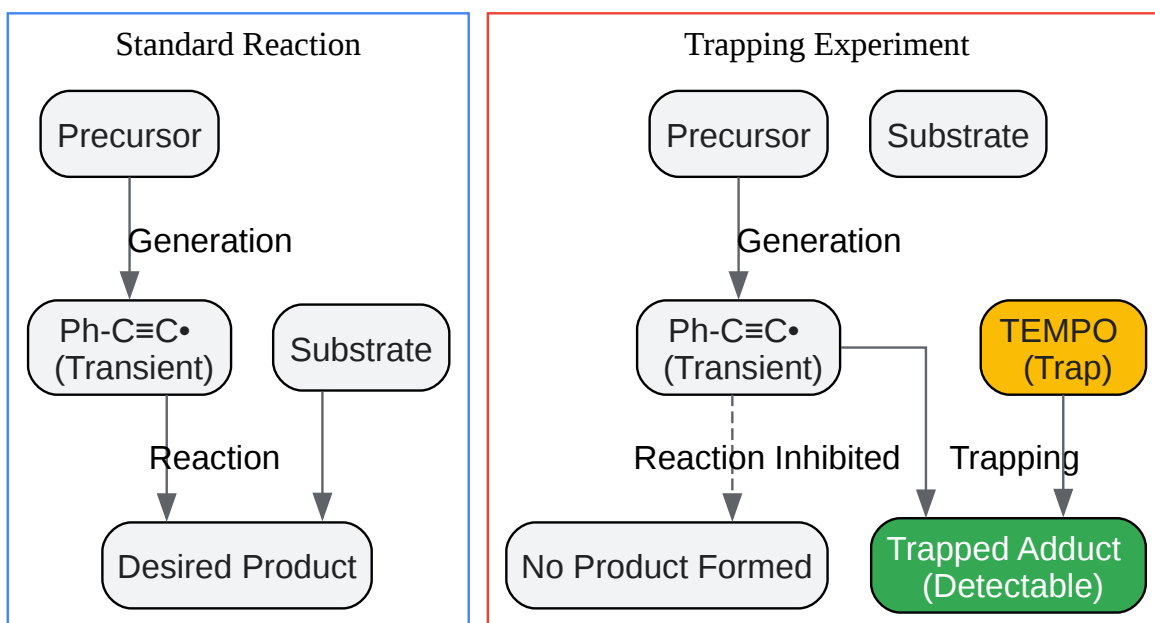 Standard Reaction
Precursor
Generation
Ph-C≡C•
(Transient)
Substrate
Reaction
Desired Product
Trapping Experiment
Precursor
Substrate
Generation
Ph-C≡C•
(Transient)
TEMPO
(Trap)
Reaction Inhibited
Trapping
No Product Formed
Trapped Adduct
(Detectable)